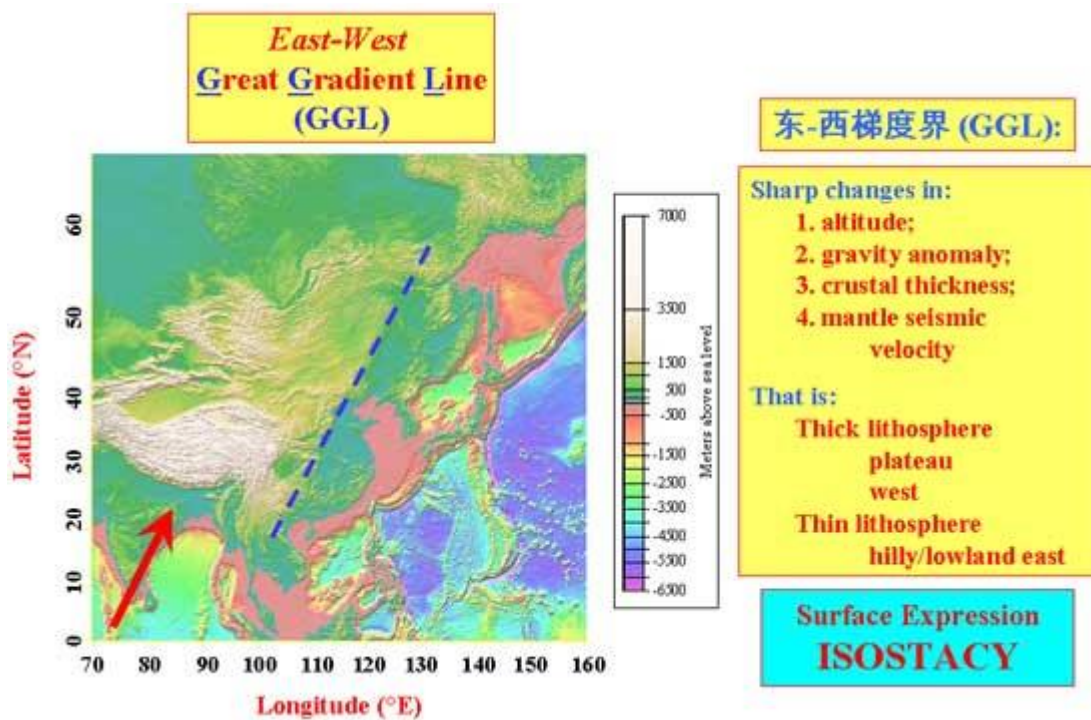 East-West
Great Gradient Line
(GGL)
东-西梯度界 (GGL):
Sharp changes in:
1. altitude;
2. gravity anomaly;
3. crustal thickness;
4. mantle seismic
velocity
That is:
Thick lithosphere
plateau
west
Thin lithosphere
hilly/lowland east
Surface Expression
ISOSTACY
Latitude (°N)
60
50
40
30
20
10
0
70 80 90 100 110 120 130 140 150 160
Longitude (°E)
7000
3500
1500
500
-500
-1500
-2500
-3500
-4500
-5500
-6500
Meters above sea level